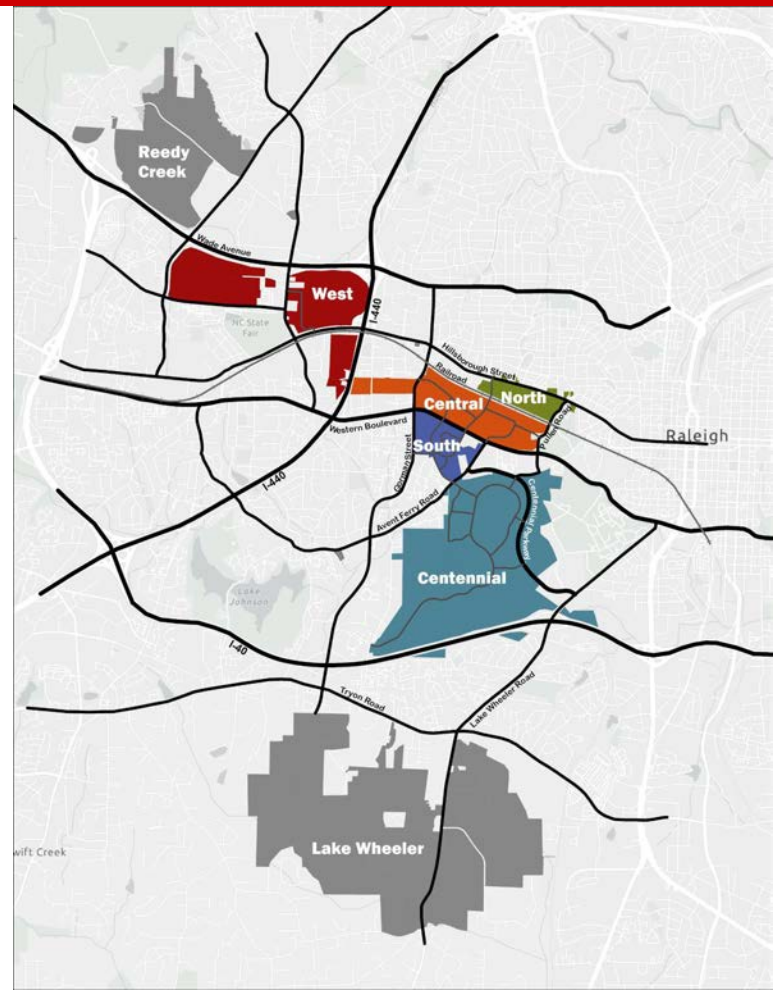 Reedy
Creek
Wade Avenue
West
NC State
Fair
I-440
Hillsborough Street
Railroad
Central
North
Pullen Road
Raleigh
Western Boulevard
South
Gorman Street
I-440
Avent Ferry Road
Centennial Parkway
Centennial
Lake
Johnson
I-40
Tryon Road
Lake Wheeler Road
Lake Wheeler
wift Creek